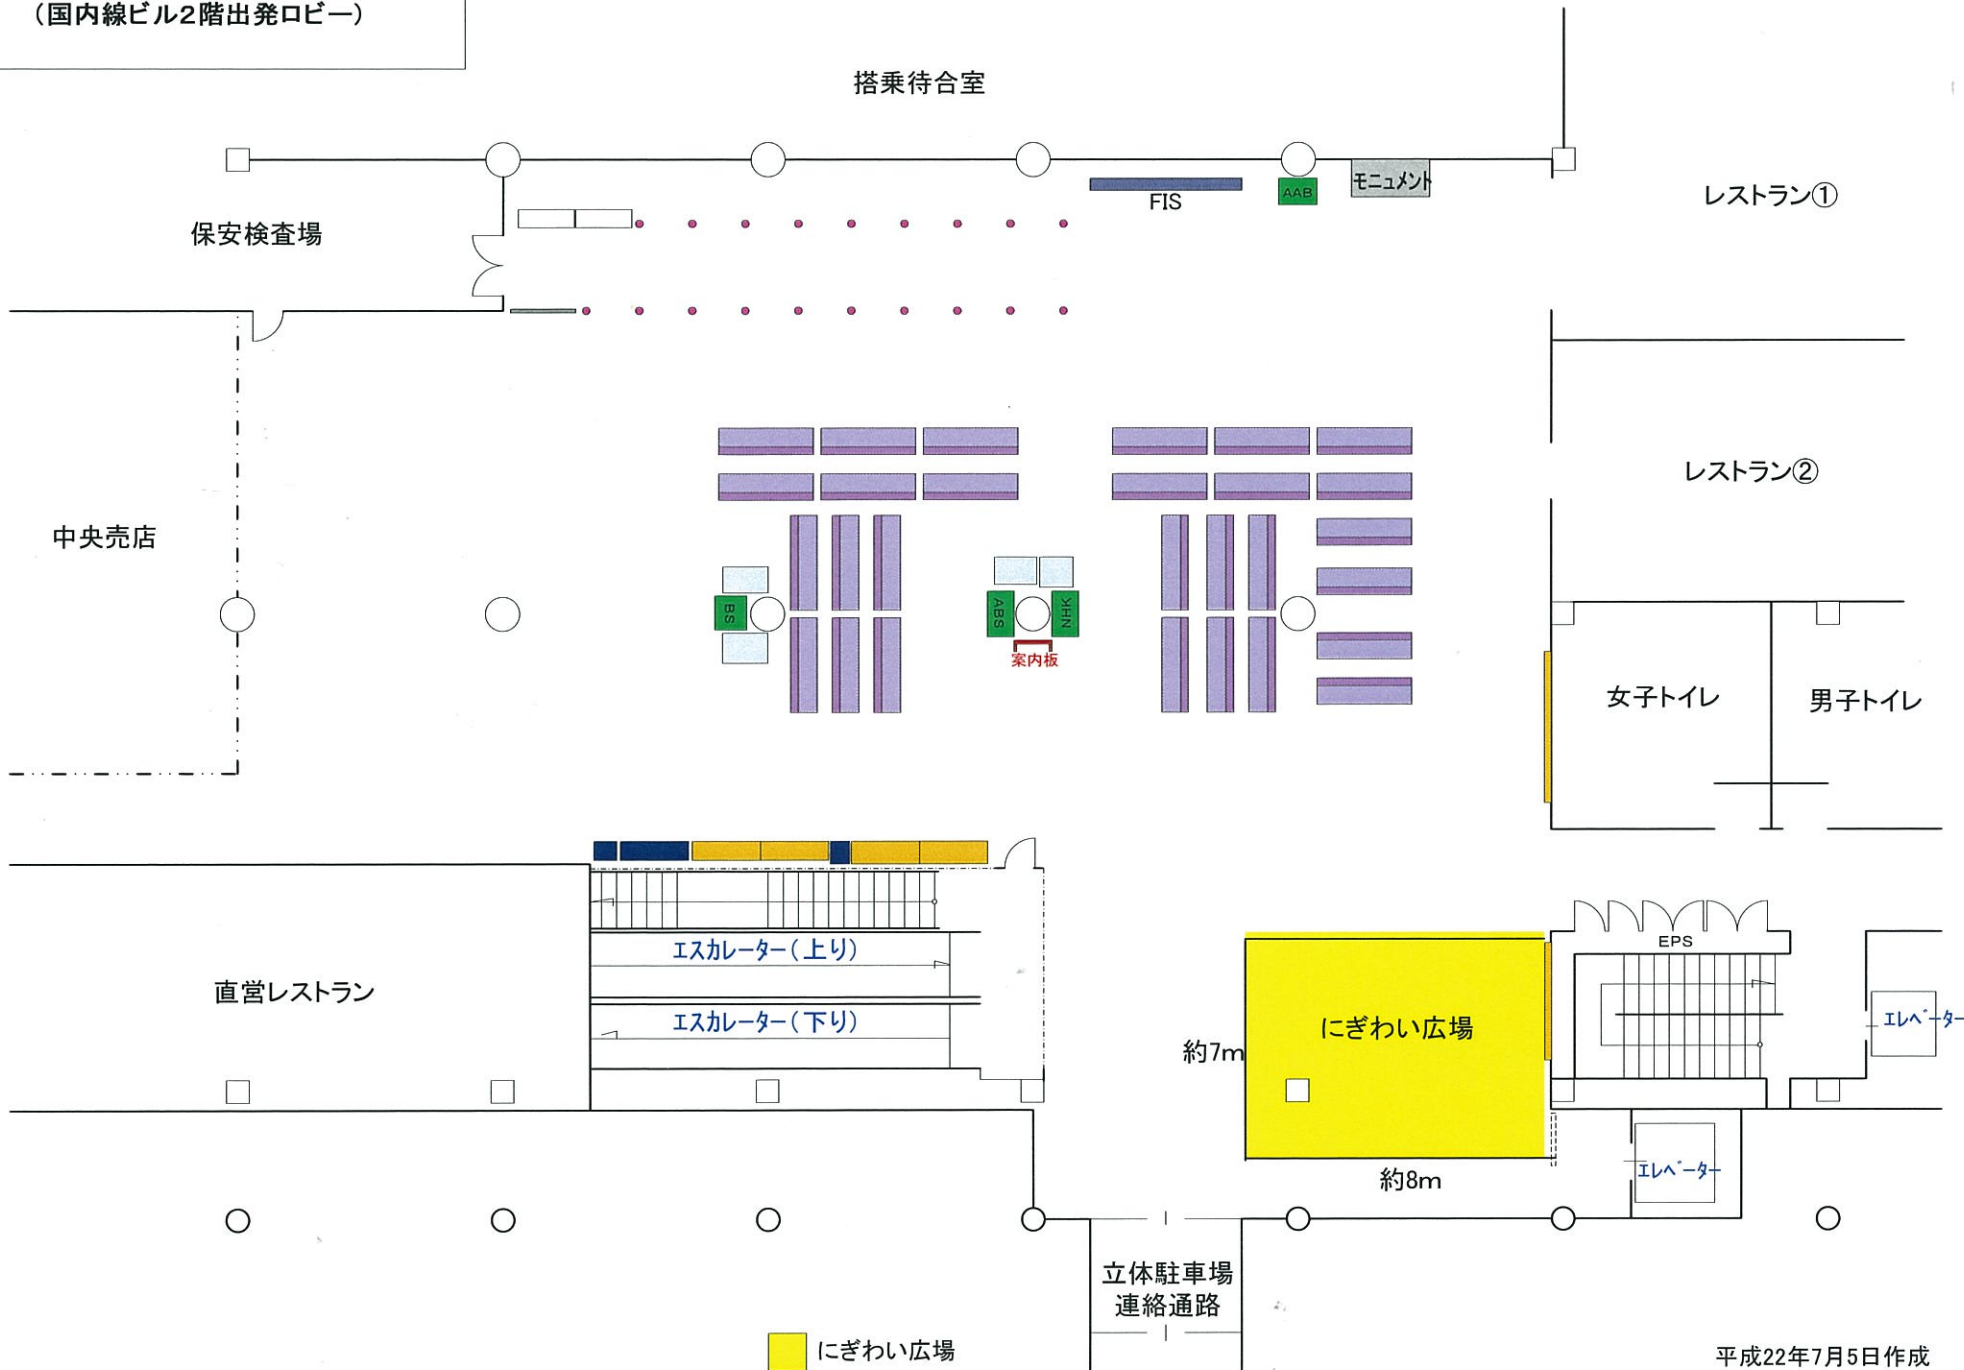 （国内線ビル２階出発ロビー）
搭乗待合室
モニュメント
AAB
FIS
レストラン①
保安検査場
レストラン②
中央売店
BS
ABS
NHK
案内板
女子トイレ
男子トイレ
EPS
エスカレーター（上り）
直営レストラン
エスカレーター（下り）
にぎわい広場
エレベーター
約7m
エレベーター
約8m
立体駐車場
連絡通路
にぎわい広場
平成22年7月5日作成